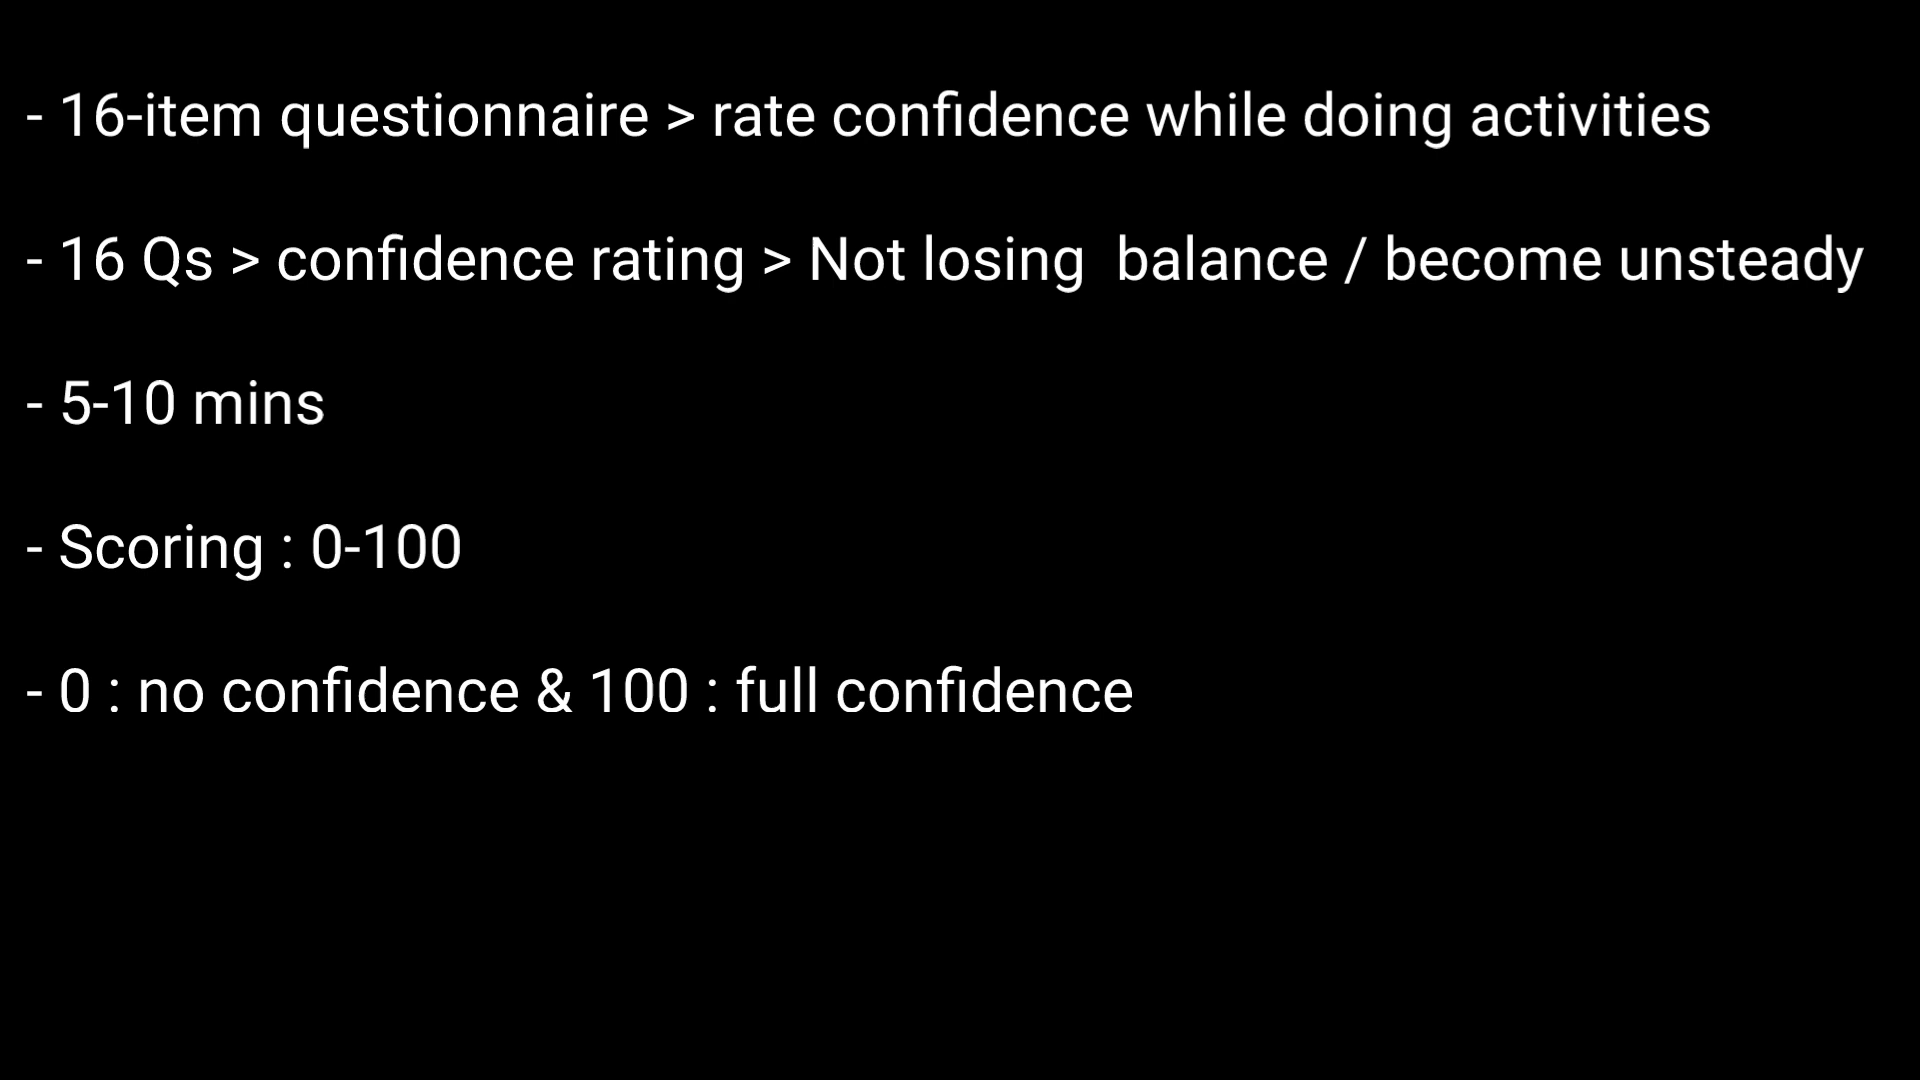 - 16-item questionnaire > rate confidence while doing activities
- 16 Qs > confidence rating > Not losing  balance / become unsteady
- 5-10 mins
- Scoring : 0-100
- 0 : no confidence & 100 : full confidence